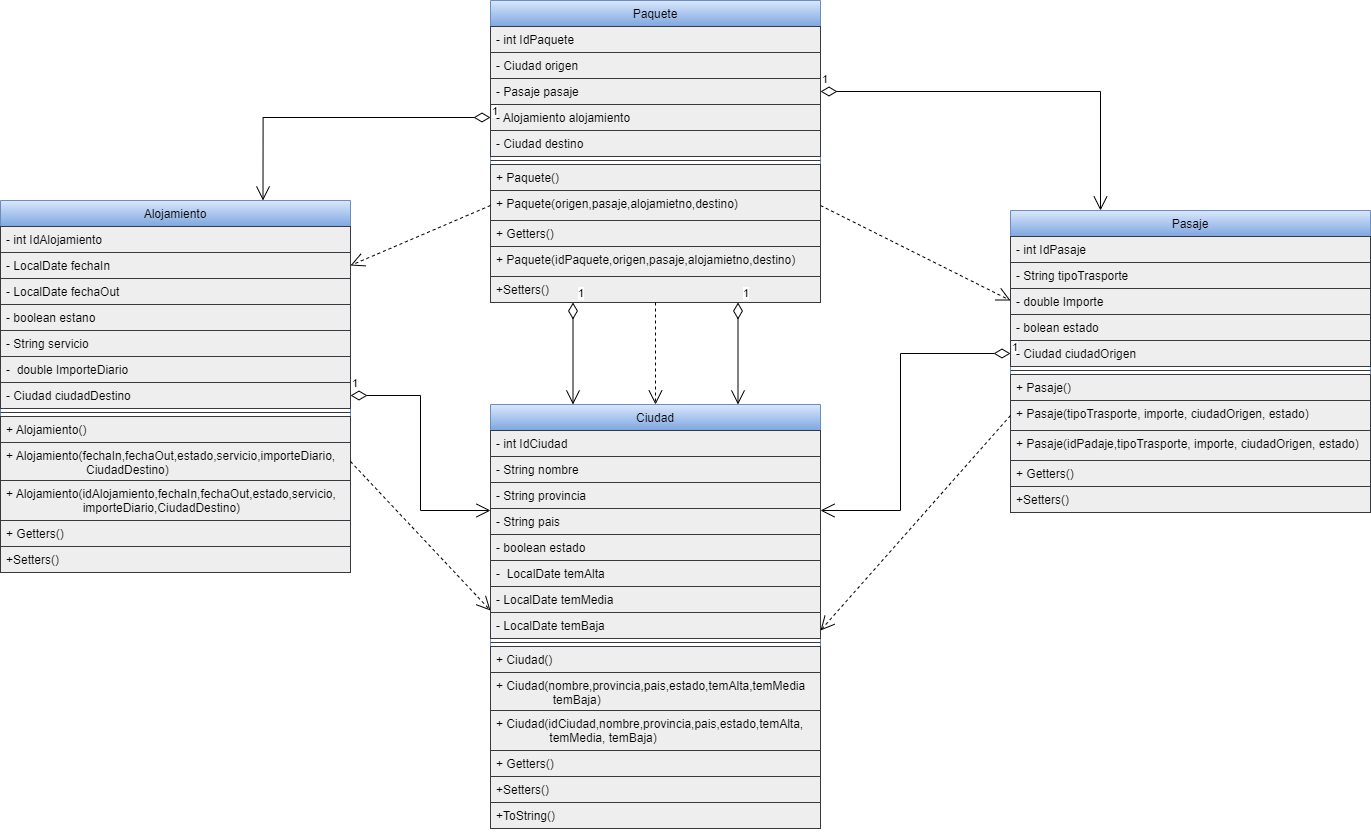 Paquete
- int IdPaquete
- Ciudad origen
- Pasaje pasaje
- Alojamiento alojamiento
- Ciudad destino
+ Paquete()
+ Paquete(origen,pasaje,alojamietno,destino)
+ Getters()
+ Paquete(idPaquete,origen,pasaje,alojamietno,destino)
+Setters()
1
1
1
1
Alojamiento
- int IdAlojamiento
- LocalDate fechaIn
- LocalDate fechaOut
- boolean estano
- String servicio
- double ImporteDiario
- Ciudad ciudadDestino
+ Alojamiento()
+ Alojamiento(fechaIn,fechaOut,estado,servicio,importeDiario,
CiudadDestino)
+ Alojamiento(idAlojamiento,fechaIn,fechaOut,estado,servicio,
importeDiario,CiudadDestino)
+ Getters()
+Setters()
1
Pasaje
- int IdPasaje
- String tipoTrasporte
- double Importe
- bolean estado
- Ciudad ciudadOrigen
+ Pasaje()
+ Pasaje(tipoTrasporte, importe, ciudadOrigen, estado)
+ Pasaje(idPadaje,tipoTrasporte, importe, ciudadOrigen, estado)
+ Getters()
+Setters()
1
Ciudad
- int IdCiudad
- String nombre
- String provincia
- String pais
- boolean estado
- LocalDate temAlta
- LocalDate temMedia
- LocalDate temBaja
+ Ciudad()
+ Ciudad(nombre,provincia,pais,estado,temAlta,temMedia
temBaja)
+ Ciudad(idCiudad,nombre,provincia,pais,estado,temAlta,
temMedia, temBaja)
+ Getters()
+Setters()
+ToString()